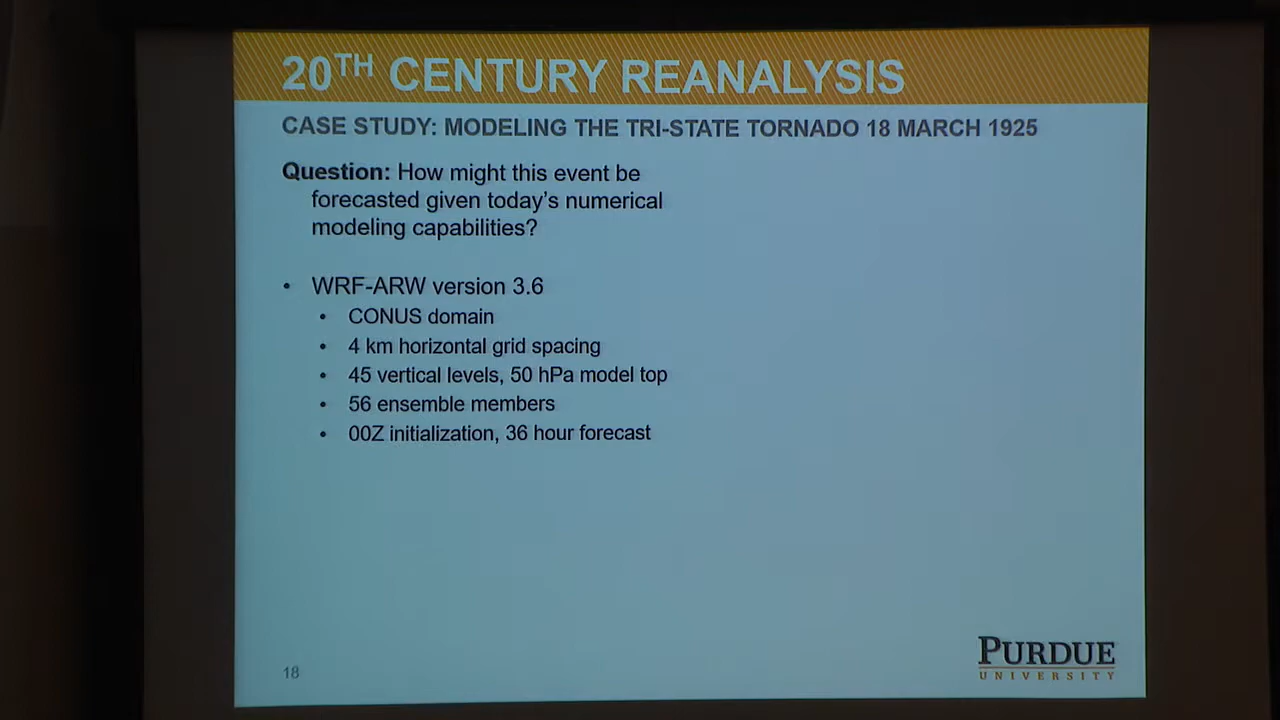 20TH CENTURY REANALYSIS
CASE STUDY: MODELING THE TRI-STATE TORNADO 18 MARCH 1925
Question: How might this event be
forecasted given today's numerical
modeling capabilities?
• WRF-ARW version 3.6
• CONUS domain
• 4 km horizontal grid spacing
• 45 vertical levels, 50 hPa model top
• 56 ensemble members
• 00Z initialization, 36 hour forecast
18
PURDUE
UNIVERSITY